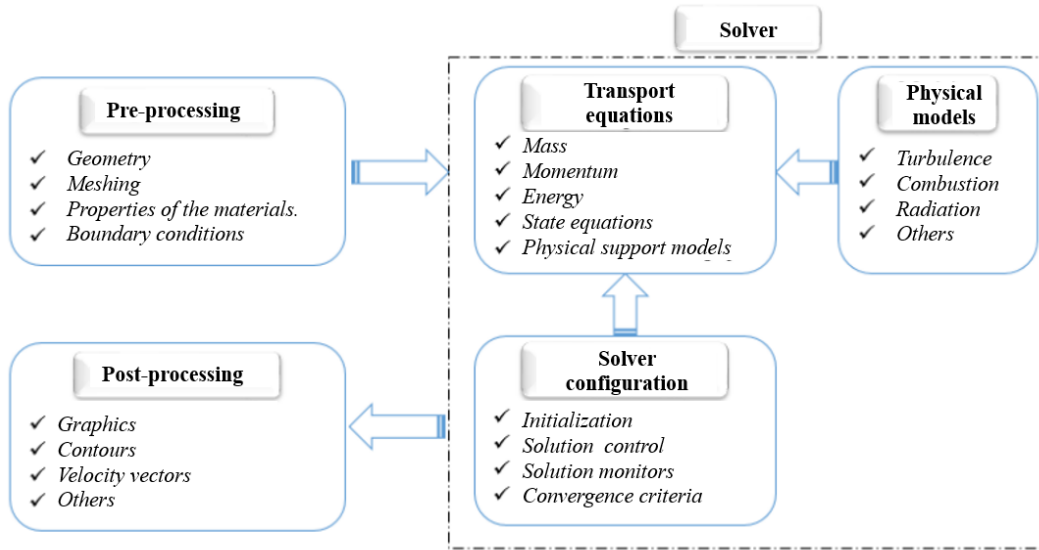 Solver
Pre-processing
Geometry
Meshing
Properties of the materials.
Boundary conditions
Transport
equations
Mass
Momentum
Energy
State equations
Physical support models
Physical
models
Turbulence
Combustion
Radiation
Others
Post-processing
Graphics
Contours
Velocity vectors
Others
Solver
configuration
Initialization
Solution control
Solution monitors
Convergence criteria